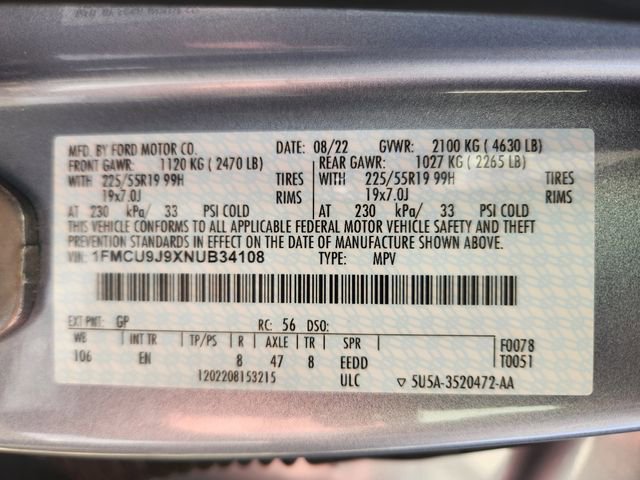 MFD. BY FORD MOTOR CO. DATE: 08/22 GVWR: 2100 KG ( 4630 LB)
FRONT GAWR: 1120 KG ( 2470 LB) REAR GAWR: 1027 KG ( 2265 LB)
WITH 225/55R19 99H TIRES WITH 225/55R19 99H TIRES
19x7.0J RIMS 19x7.0J RIMS
AT 230 kPa/ 33 PSI COLD AT 230 kPa/ 33 PSI COLD
THIS VEHICLE CONFORMS TO ALL APPLICABLE FEDERAL MOTOR VEHICLE SAFETY AND THEFT
PREVENTION STANDARDS IN EFFECT ON THE DATE OF MANUFACTURE SHOWN ABOVE.
VIN: 1FMCU9J9XNUB34108 TYPE: MPV
EXT PNT: GP RC: 56 DSO:
WB INT TR TP/PS R AXLE TR SPR F0078
106 EN 8 47 8 EEDD T0051
1202208153215 ULC ▽ 5U5A-3520472-AA